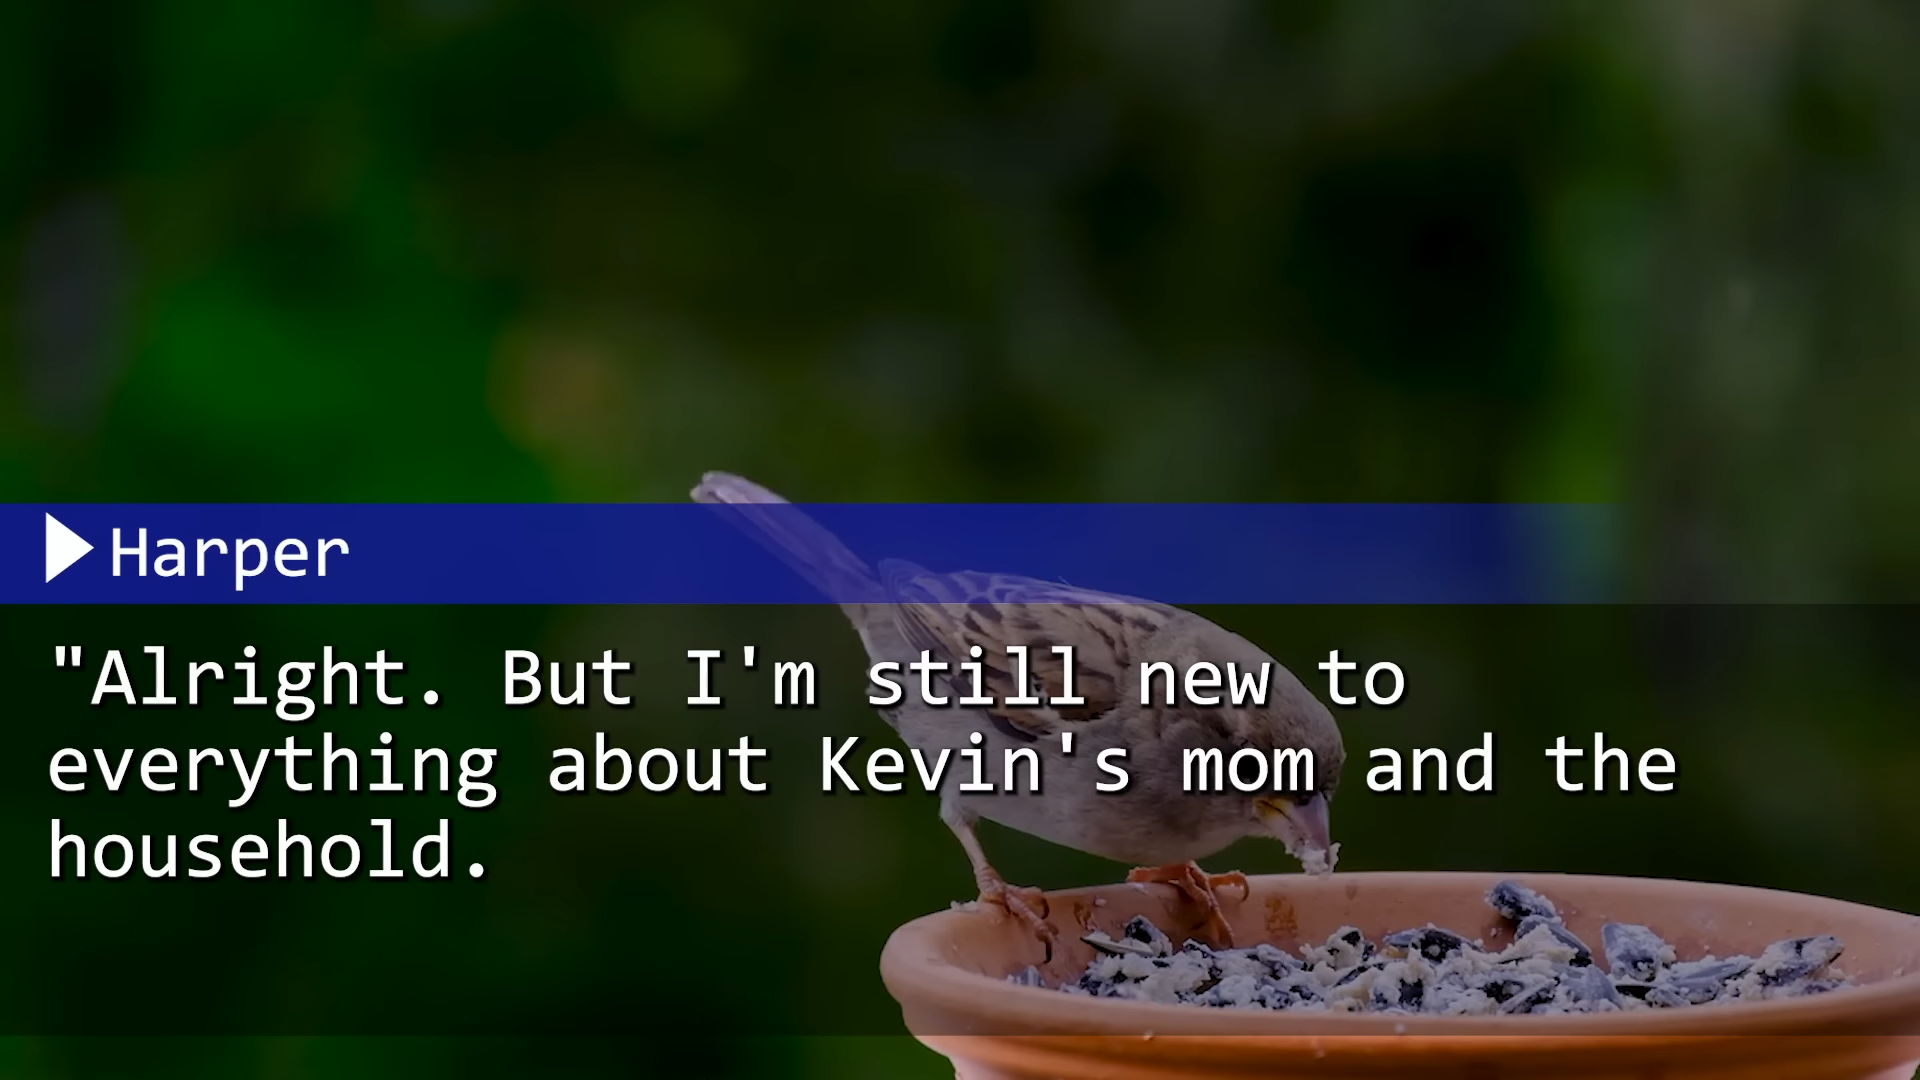 Harper
"Alright. But I'm still new to
everything about Kevin's mom and the
household.